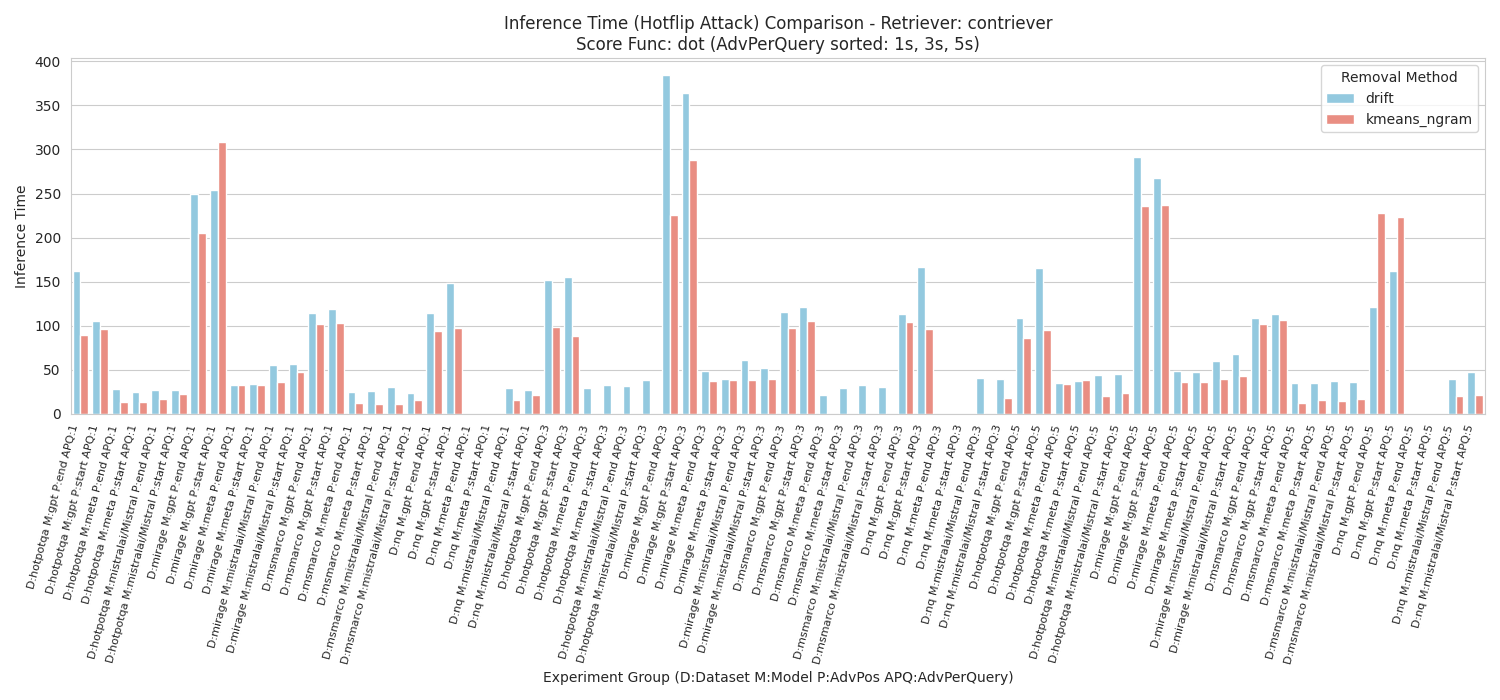 Inference Time (Hotflip Attack) Comparison - Retriever: contriever
Score Func: dot (AdvPerQuery sorted: 1s, 3s, 5s)
Removal Method
drift
kmeans_ngram
Inference Time
400
350
300
250
200
150
100
50
0
D:hotpotqa M:gpt P:end APQ:1
D:hotpotqa M:gpt P:start APQ:1
D:hotpotqa M:meta P:end APQ:1
D:hotpotqa M:meta P:start APQ:1
D:hotpotqa M:mistralai/Mistral P:end APQ:1
D:hotpotqa M:mistralai/Mistral P:start APQ:1
D:mirage M:gpt P:end APQ:1
D:mirage M:gpt P:start APQ:1
D:mirage M:meta P:end APQ:1
D:mirage M:meta P:start APQ:1
D:mirage M:mistralai/Mistral P:end APQ:1
D:mirage M:mistralai/Mistral P:start APQ:1
D:msmarco M:gpt P:end APQ:1
D:msmarco M:gpt P:start APQ:1
D:msmarco M:meta P:end APQ:1
D:msmarco M:meta P:start APQ:1
D:msmarco M:mistralai/Mistral P:end APQ:1
D:msmarco M:mistralai/Mistral P:start APQ:1
D:nq M:gpt P:end APQ:1
D:nq M:gpt P:start APQ:1
D:nq M:meta P:end APQ:1
D:nq M:meta P:start APQ:1
D:nq M:mistralai/Mistral P:end APQ:1
D:nq M:mistralai/Mistral P:start APQ:1
D:hotpotqa M:gpt P:end APQ:3
D:hotpotqa M:gpt P:start APQ:3
D:hotpotqa M:meta P:end APQ:3
D:hotpotqa M:meta P:start APQ:3
D:hotpotqa M:mistralai/Mistral P:end APQ:3
D:hotpotqa M:mistralai/Mistral P:start APQ:3
D:mirage M:gpt P:end APQ:3
D:mirage M:gpt P:start APQ:3
D:mirage M:meta P:end APQ:3
D:mirage M:meta P:start APQ:3
D:mirage M:mistralai/Mistral P:end APQ:3
D:mirage M:mistralai/Mistral P:start APQ:3
D:msmarco M:gpt P:end APQ:3
D:msmarco M:gpt P:start APQ:3
D:msmarco M:meta P:end APQ:3
D:msmarco M:meta P:start APQ:3
D:msmarco M:mistralai/Mistral P:end APQ:3
D:msmarco M:mistralai/Mistral P:start APQ:3
D:nq M:gpt P:end APQ:3
D:nq M:gpt P:start APQ:3
D:nq M:meta P:end APQ:3
D:nq M:meta P:start APQ:3
D:nq M:mistralai/Mistral P:end APQ:3
D:nq M:mistralai/Mistral P:start APQ:3
D:hotpotqa M:gpt P:end APQ:5
D:hotpotqa M:gpt P:start APQ:5
D:hotpotqa M:meta P:end APQ:5
D:hotpotqa M:meta P:start APQ:5
D:hotpotqa M:mistralai/Mistral P:end APQ:5
D:hotpotqa M:mistralai/Mistral P:start APQ:5
D:mirage M:gpt P:end APQ:5
D:mirage M:gpt P:start APQ:5
D:mirage M:meta P:end APQ:5
D:mirage M:meta P:start APQ:5
D:mirage M:mistralai/Mistral P:end APQ:5
D:mirage M:mistralai/Mistral P:start APQ:5
D:msmarco M:gpt P:end APQ:5
D:msmarco M:gpt P:start APQ:5
D:msmarco M:meta P:end APQ:5
D:msmarco M:meta P:start APQ:5
D:msmarco M:mistralai/Mistral P:end APQ:5
D:msmarco M:mistralai/Mistral P:start APQ:5
D:nq M:gpt P:end APQ:5
D:nq M:gpt P:start APQ:5
D:nq M:meta P:end APQ:5
D:nq M:meta P:start APQ:5
D:nq M:mistralai/Mistral P:end APQ:5
D:nq M:mistralai/Mistral P:start APQ:5
Experiment Group (D:Dataset M:Model P:AdvPos APQ:AdvPerQuery)